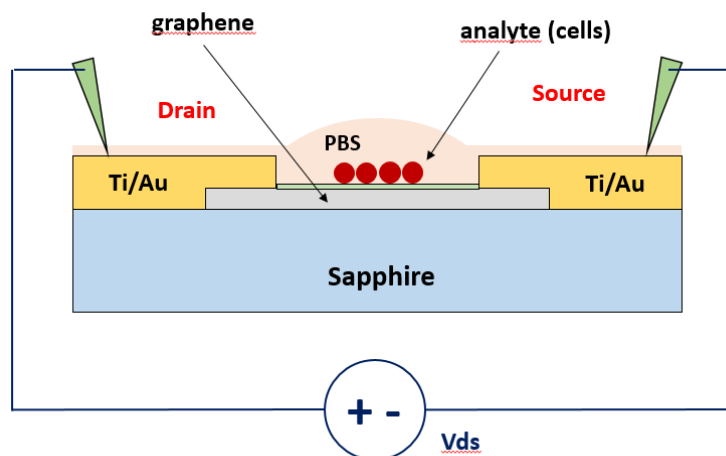 graphene
analyte (cells)
Drain
Source
PBS
Ti/Au
Ti/Au
Sapphire
+ -
Vds